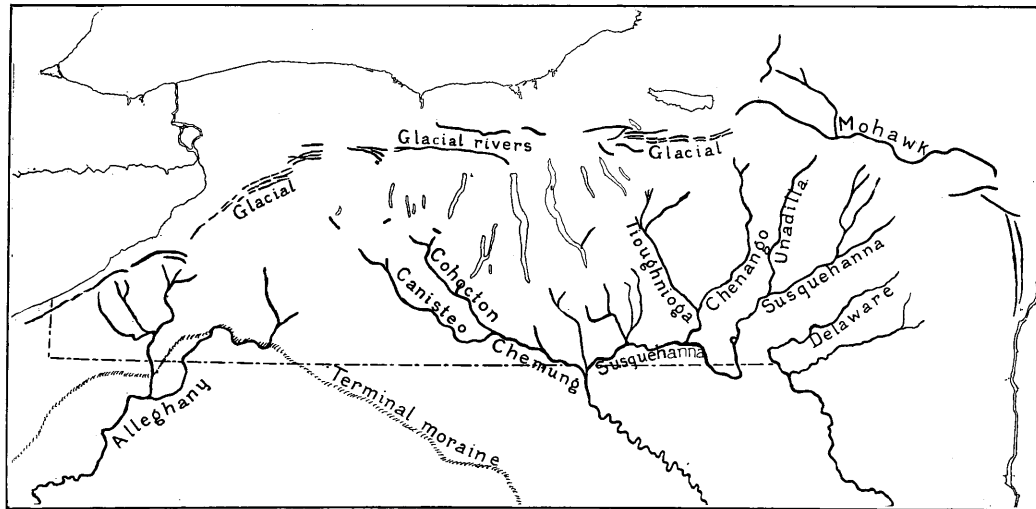 Mohawk
Glacial rivers
Glacial
Glacial
Tioughnioga
Chenango
Unadilla
Susquehanna
Cohocton
Canisteo
Delaware
Chemung
Susquehanna
Alleghany
Terminal moraine